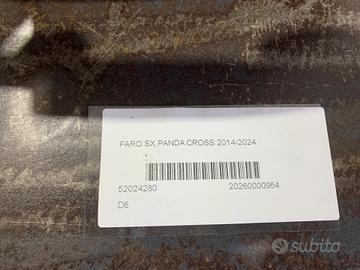 FARO SX PANDA CROSS 2014-2024
52024280 20260000954
D6
subito